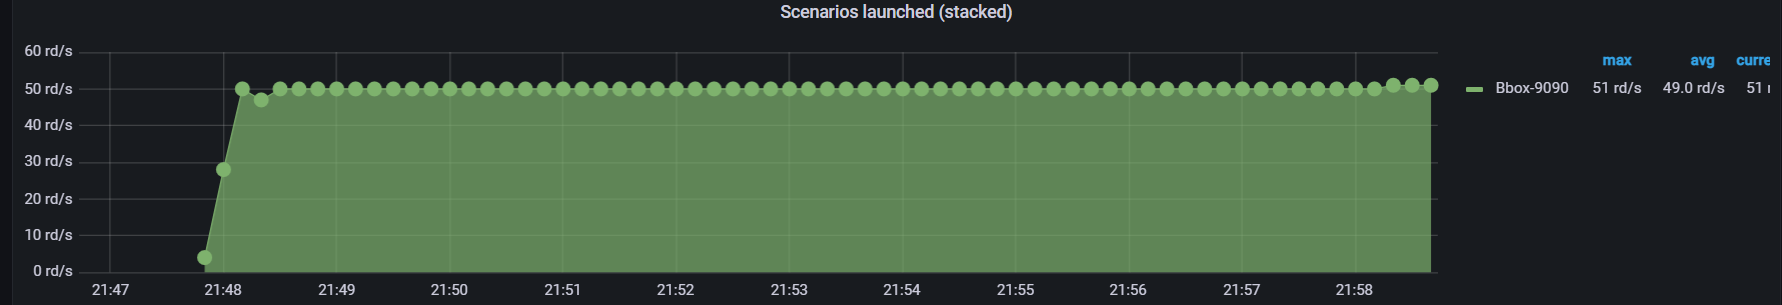 Scenarios launched (stacked)
60 rd/s
50 rd/s
40 rd/s
30 rd/s
20 rd/s
10 rd/s
0 rd/s
21:47 21:48 21:49 21:50 21:51 21:52 21:53 21:54 21:55 21:56 21:57 21:58
max avg curre
Bbox-9090 51 rd/s 49.0 rd/s 51 r